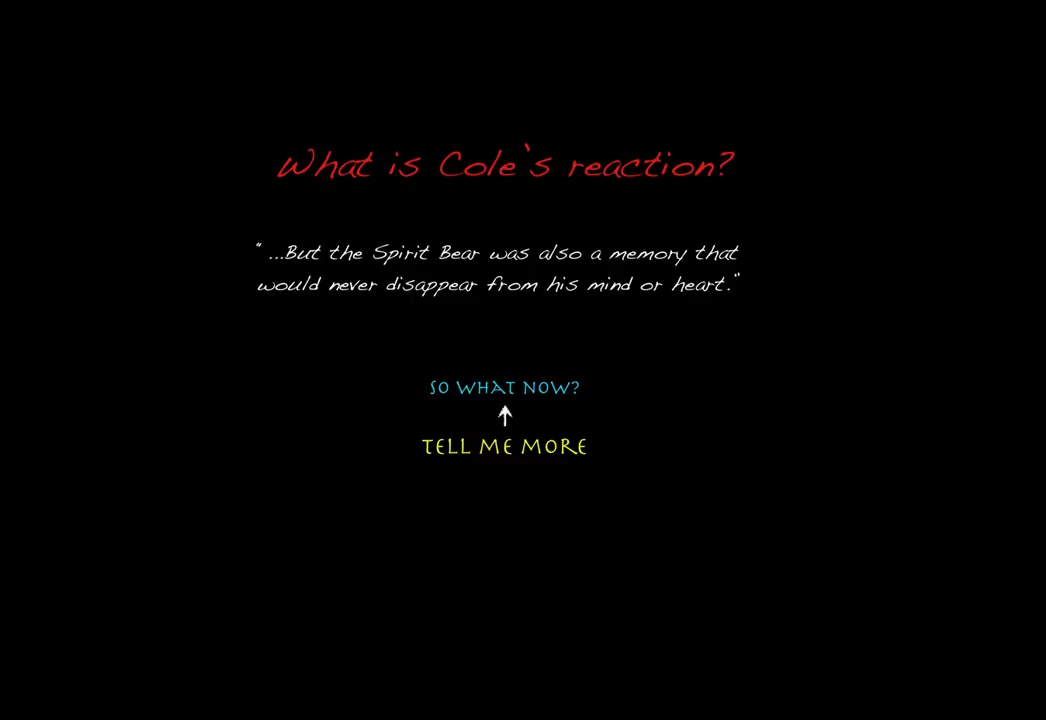 What is Cole's reaction?
"...But the Spirit Bear was also a memory that
would never disappear from his mind or heart."
SO WHAT NOW?
TELL ME MORE